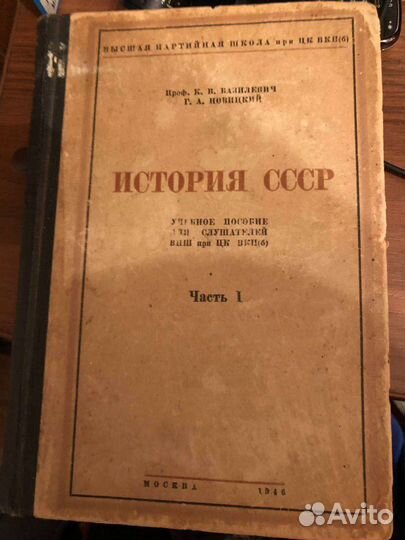 ВЫСШАЯ ПАРТИЙНАЯ ШКОЛА при ЦК ВКП(б)
Проф. К. В. БАЗИЛЕВИЧ
Г. А. НОВИЦКИЙ
ИСТОРИЯ СССР
УЧЕБНОЕ ПОСОБИЕ
ДЛЯ СЛУШАТЕЛЕЙ
ВПШ при ЦК ВКП(б)
Часть I
МОСКВА 1946
Avito